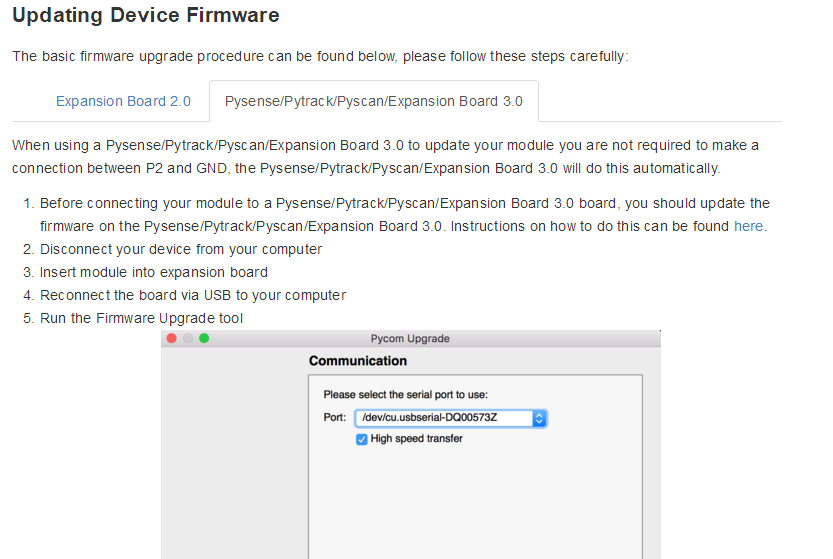 Updating Device Firmware
The basic firmware upgrade procedure can be found below, please follow these steps carefully:
Expansion Board 2.0
Pysense/Pytrack/Pyscan/Expansion Board 3.0
When using a Pysense/Pytrack/Pyscan/Expansion Board 3.0 to update your module you are not required to make a
connection between P2 and GND, the Pysense/Pytrack/Pyscan/Expansion Board 3.0 will do this automatically.
1. Before connecting your module to a Pysense/Pytrack/Pyscan/Expansion Board 3.0 board, you should update the
firmware on the Pysense/Pytrack/Pyscan/Expansion Board 3.0. Instructions on how to do this can be found here.
2. Disconnect your device from your computer
3. Insert module into expansion board
4. Reconnect the board via USB to your computer
5. Run the Firmware Upgrade tool
Pycom Upgrade
Communication
Please select the serial port to use:
Port: /dev/cu.usbserial-DQ00573Z
High speed transfer